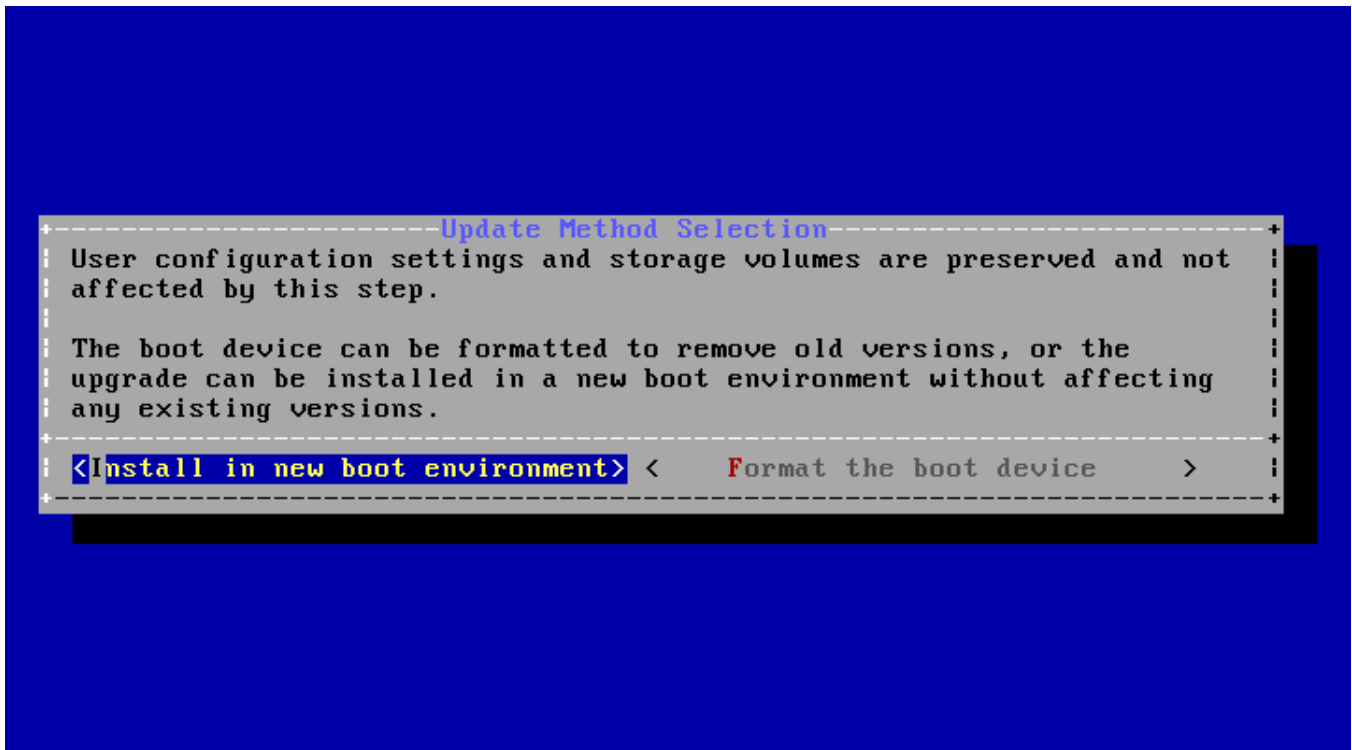 Update Method Selection
User configuration settings and storage volumes are preserved and not
affected by this step.
The boot device can be formatted to remove old versions, or the
upgrade can be installed in a new boot environment without affecting
any existing versions.
<Install in new boot environment> < Format the boot device >